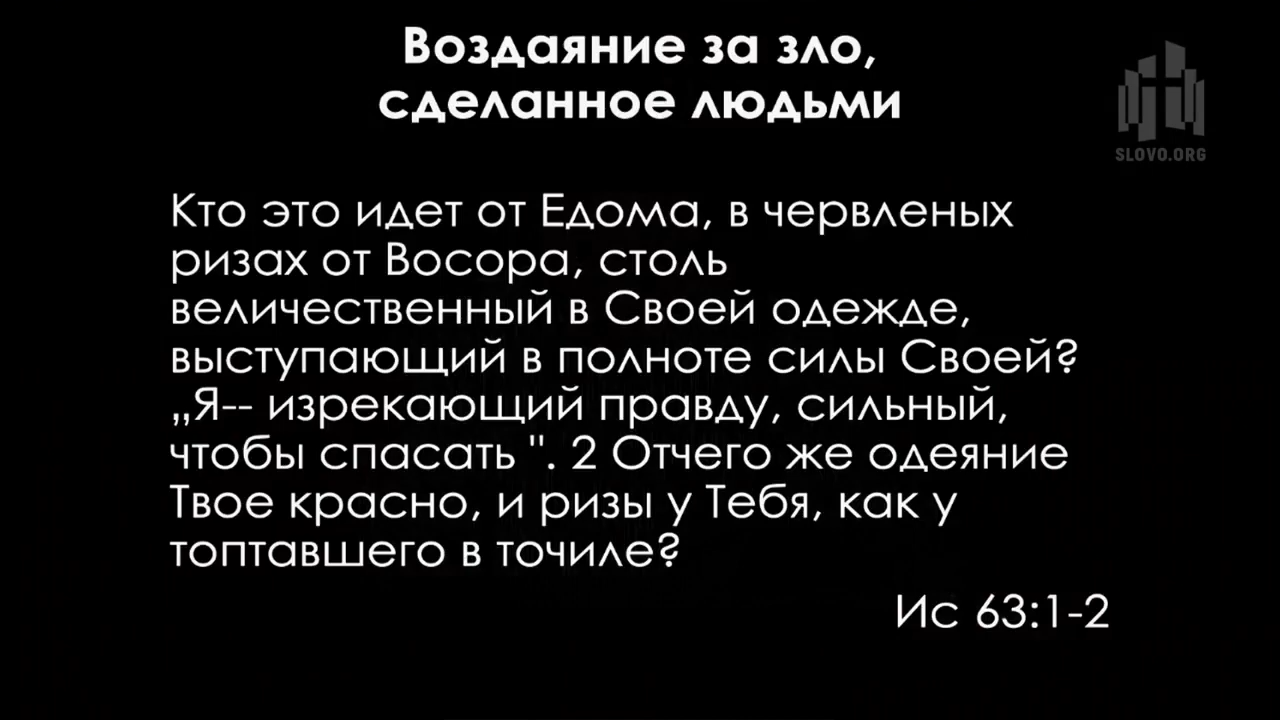 Воздаяние за зло,
сделанное людьми
SLOVO.ORG
Кто это идет от Едома, в червленых
ризах от Восора, столь
величественный в Своей одежде,
выступающий в полноте силы Своей?
„Я-- изрекающий правду, сильный,
чтобы спасать ". 2 Отчего же одеяние
Твое красно, и ризы у Тебя, как у
топтавшего в точиле?
Ис 63:1-2